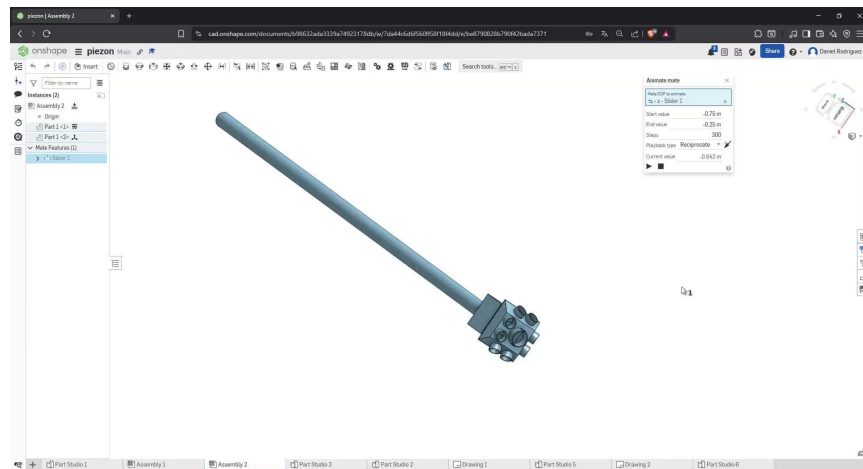 piezon | Assembly 2
cad.onshape.com/documents/b98632ada3339a74923178db/w/7da44c6d6f560ff58f18f4dd/e/be8790828b790f42bada7371
onshape piezon Main
Share Daniel Rodriguez
Insert Search tools...
Filter by name
Instances (2)
Assembly 2
Origin
Part 1 <1>
Part 1 <2>
Mate Features (1)
Slider 1
Animate mate
Mate DOF to animate
Tz - z - Slider 1
Start value -0.75 m
End value -0.25 m
Steps 300
Playback type Reciprocate
Current value -0.642 m
Bottom
Z
X
1
Part Studio 1 Assembly 1 Assembly 2 Part Studio 3 Part Studio 2 Drawing 1 Part Studio 5 Drawing 2 Part Studio 6